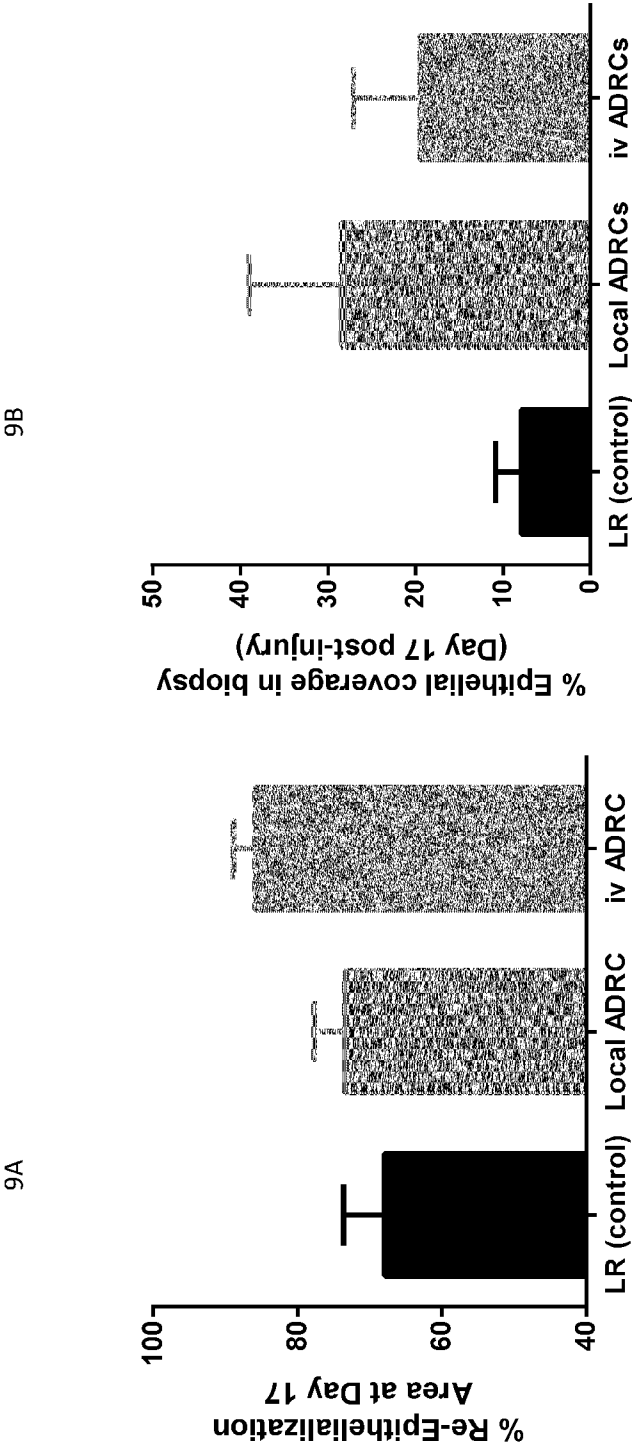 9A
% Re-Epithelialization
Area at Day 17
100
80
60
40
LR (control)
Local ADRC
iv ADRC
9B
% Epithelial coverage in biopsy
(Day 17 post-injury)
50
40
30
20
10
0
LR (control)
Local ADRCs
iv ADRCs